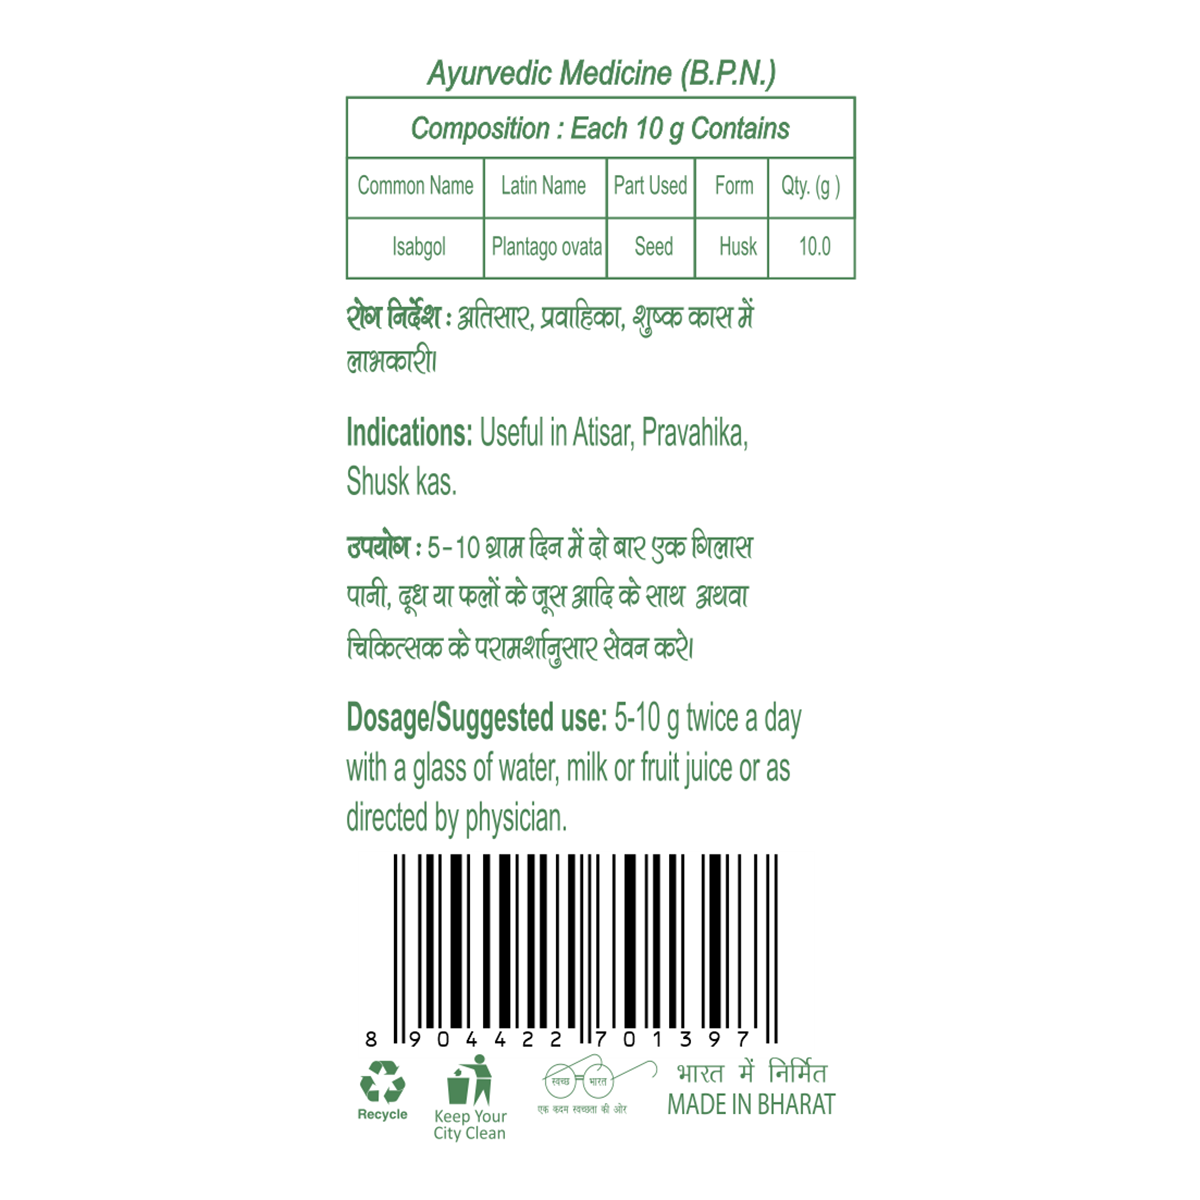 Ayurvedic Medicine (B.P.N.)
Composition : Each 10 g Contains
Common Name Latin Name Part Used Form Qty. (g )
Isabgol Plantago ovata Seed Husk 10.0
रोग निर्देश : अतिसार, प्रवाहिका, शुष्क कास में
लाभकारी।
Indications: Useful in Atisar, Pravahika,
Shusk kas.
उपयोग : 5-10 ग्राम दिन में दो बार एक गिलास
पानी, दूध या फलों के जूस आदि के साथ अथवा
चिकित्सक के परामर्शानुसार सेवन करे।
Dosage/Suggested use: 5-10 g twice a day
with a glass of water, milk or fruit juice or as
directed by physician.
8 904422 701397
Recycle
Keep Your
City Clean
स्वच्छ भारत
एक कदम स्वच्छता की ओर
भारत में निर्मित
MADE IN BHARAT